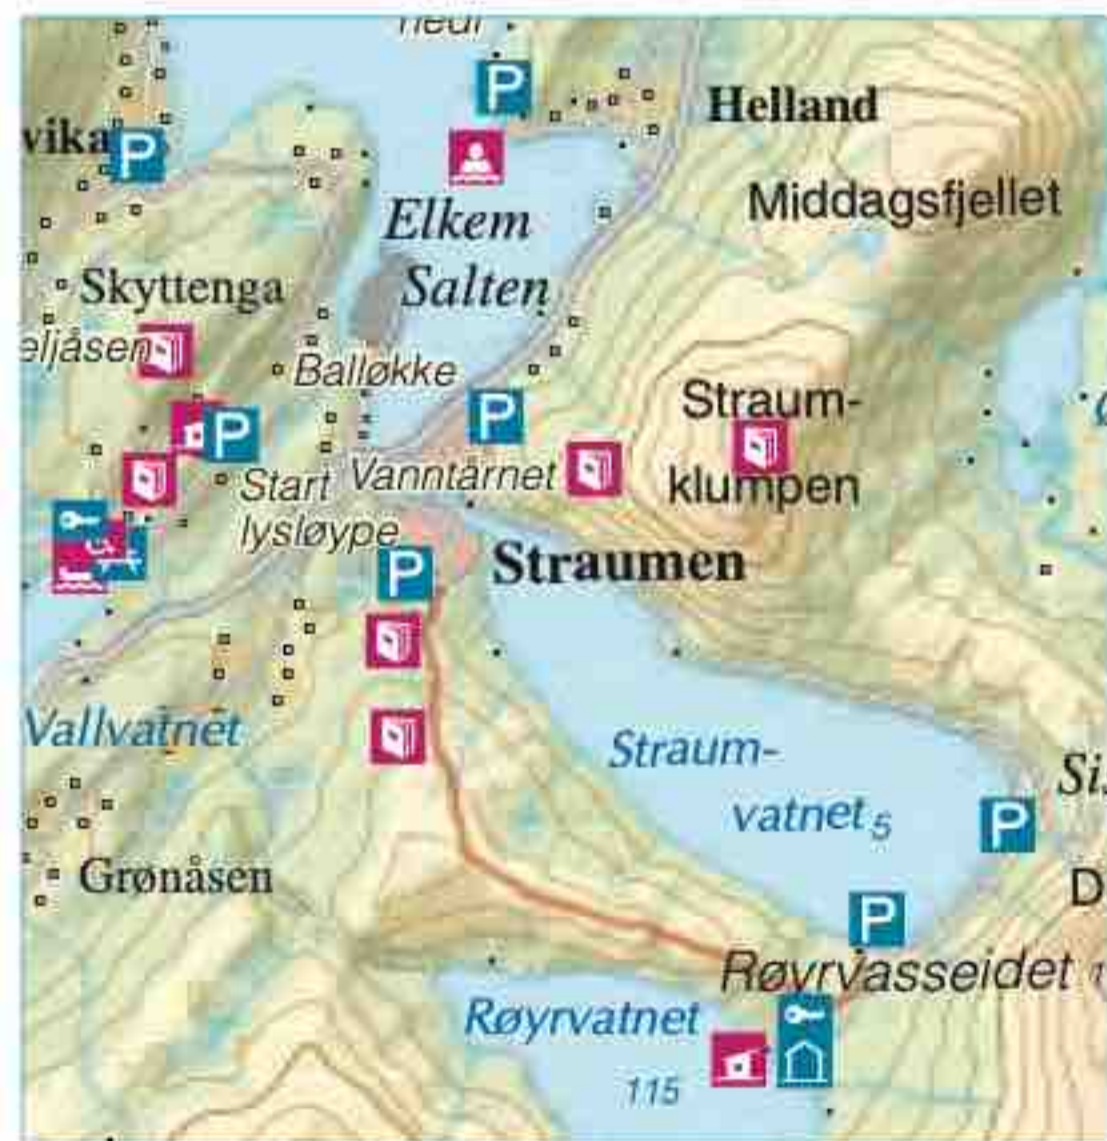 P
Helland
vika P
Middagsfjellet
Elkem
Salten
Skyttenga
eljåsen
Balløkke
P
P
Straum-
klumpen
Vanntårnet
Start
lysløype
P
Straumen
Vallvatnet
Straum-
vatnet 5
P
Grønåsen
P
Røyrvasseidet
Røyrvatnet
115